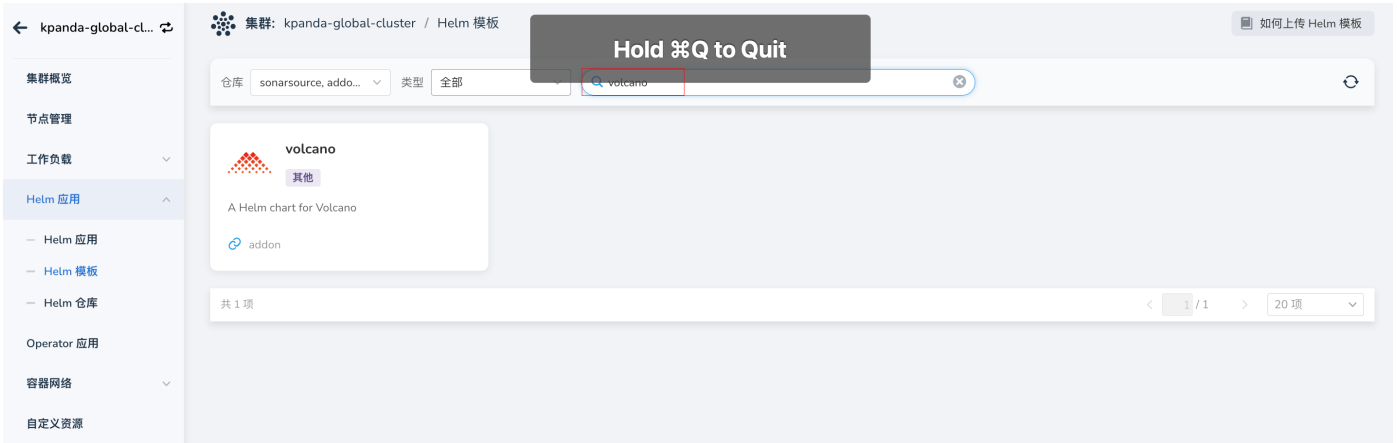 kpanda-global-cl...
集群概览
节点管理
工作负载
Helm 应用
Helm 应用
Helm 模板
Helm 仓库
Operator 应用
容器网络
自定义资源
集群: kpanda-global-cluster / Helm 模板
如何上传 Helm 模板
Hold ⌘Q to Quit
仓库 sonarsource, addo... 类型 全部 volcano
volcano
其他
A Helm chart for Volcano
addon
共 1 项
1 / 1
20 项